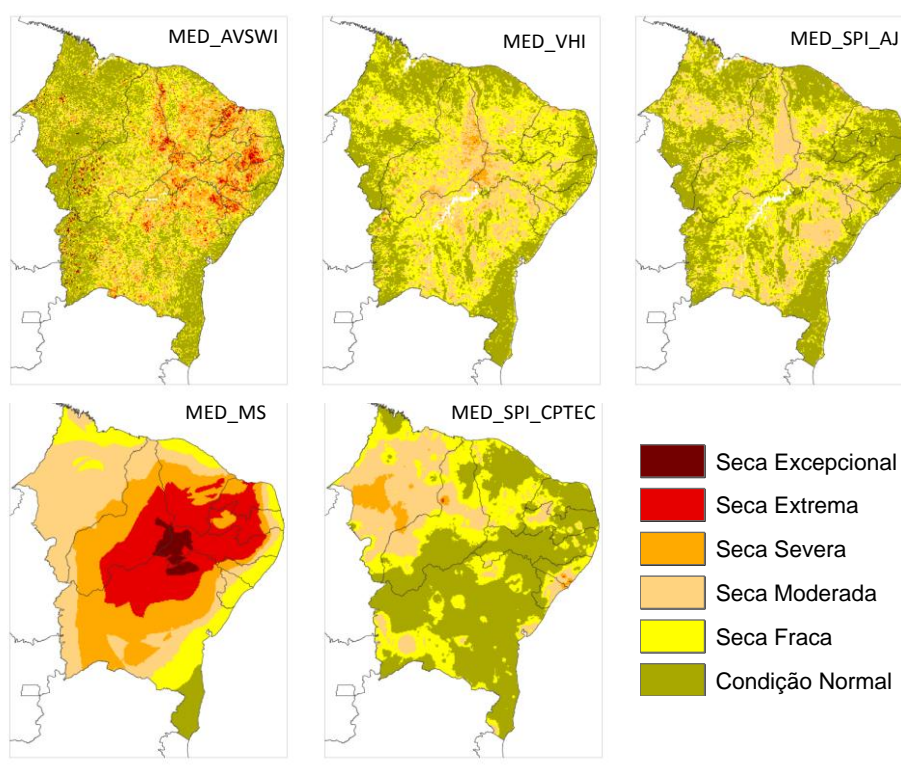 MED_AVSWI
MED_VHI
MED_SPI_AJ
MED_MS
MED_SPI_CPTEC
Seca Excepcional
Seca Extrema
Seca Severa
Seca Moderada
Seca Fraca
Condição Normal